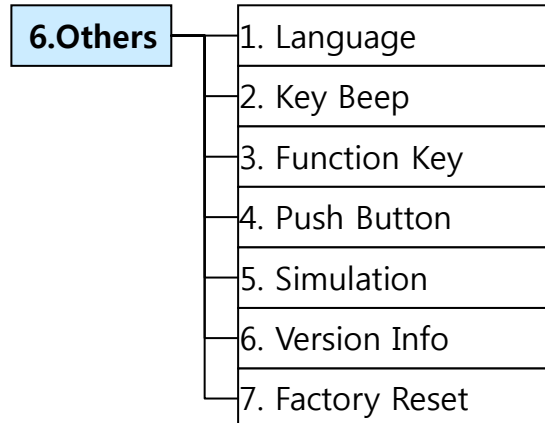 6.Others
1. Language
2. Key Beep
3. Function Key
4. Push Button
5. Simulation
6. Version Info
7. Factory Reset